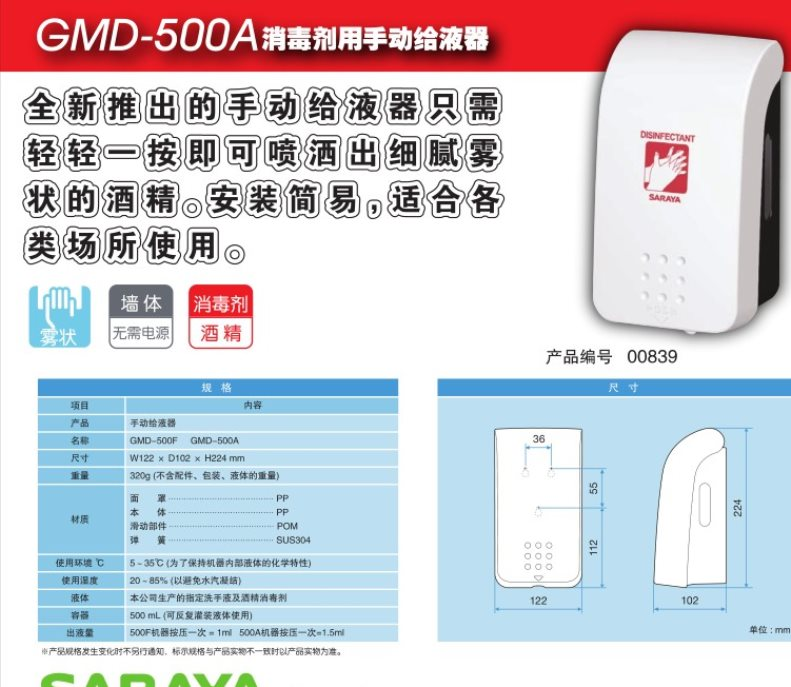 GMD-500A消毒剂用手动给液器
全新推出的手动给液器只需
轻轻一按即可喷洒出细腻雾
状的酒精。安装简易,适合各
类场所使用。
DISINFECTANT
SARAYA
雾状
墙体
无需电源
消毒剂
酒精
产品编号 00839
规 格
项目 内容
产品 手动给液器
名称 GMD-500F GMD-500A
尺寸 W122 × D102 × H224 mm
重量 320g (不含配件、包装、液体的重量)
材质
面 罩 PP
本 体 PP
滑动部件 POM
弹 簧 SUS304
使用环境 ℃ 5~35℃ (为了保持机器内部液体的化学特性)
使用湿度 20~85% (以避免水汽凝结)
液体 本公司生产的指定洗手液及酒精消毒剂
容器 500 mL (可反复灌装液体使用)
出液量 500F机器按压一次 = 1ml 500A机器按压一次=1.5ml
※产品规格发生变化时不另行通知, 标示规格与产品实物不一致时以产品实物为准。
尺 寸
36
55
112
122
224
102
单位 : mm
SARAYA